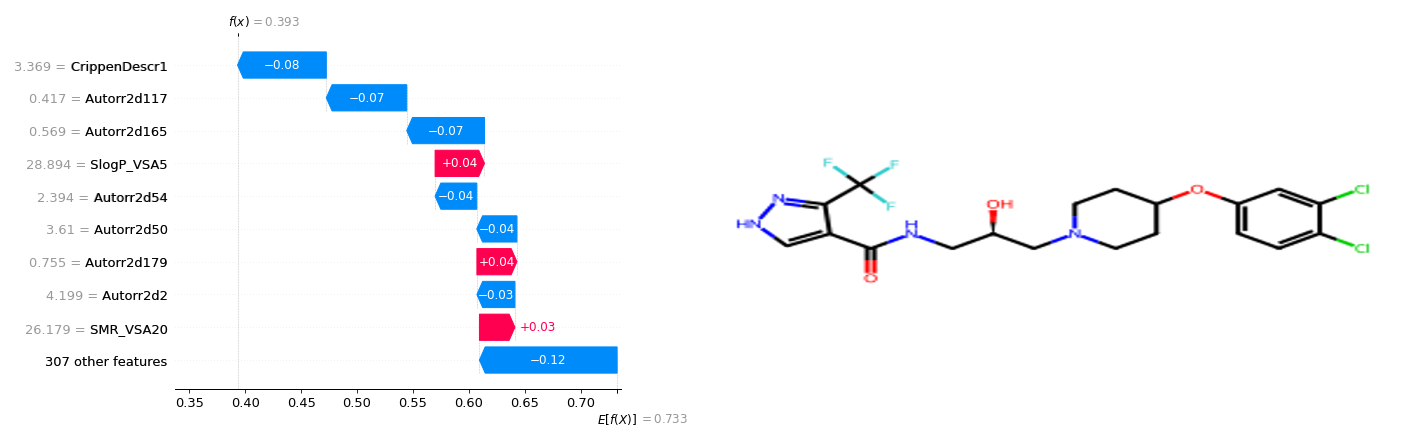 f(x) = 0.393
3.369 = CrippenDescr1
−0.08
0.417 = Autorr2d117
−0.07
0.569 = Autorr2d165
−0.07
28.894 = SlogP_VSA5
+0.04
2.394 = Autorr2d54
−0.04
3.61 = Autorr2d50
−0.04
0.755 = Autorr2d179
+0.04
4.199 = Autorr2d2
−0.03
26.179 = SMR_VSA20
+0.03
307 other features
−0.12
0.35 0.40 0.45 0.50 0.55 0.60 0.65 0.70
E[f(X)] = 0.733
F F
N F
HN
H
N
O
OH
N
O
Cl
Cl